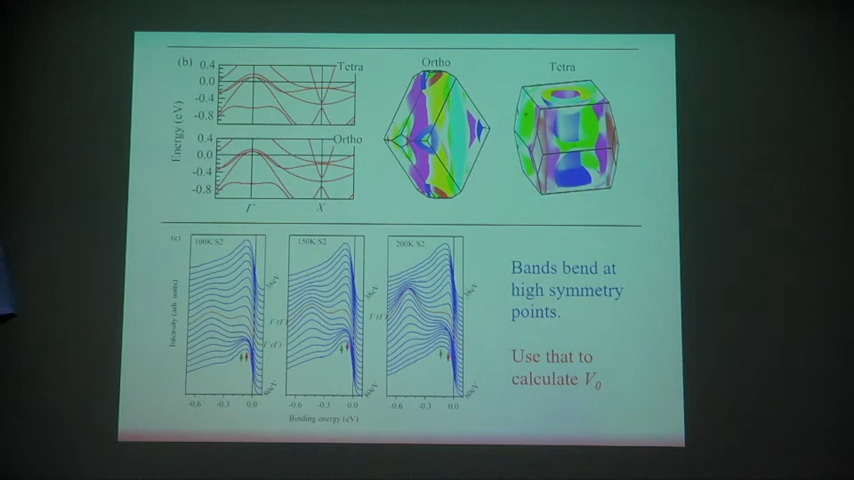 (b)
Tetra
Ortho
Tetra
0.4
0.0
-0.4
-0.8
Energy (eV)
Ortho
0.4
0.0
-0.4
-0.8
Γ X
(c)
100K S2
150K S2
200K S2
Intensity (arb. units)
-0.6 -0.3 0.0
-0.6 -0.3 0.0
-0.6 -0.3 0.0
Binding energy (eV)
Bands bend at
high symmetry
points.
Use that to
calculate V0